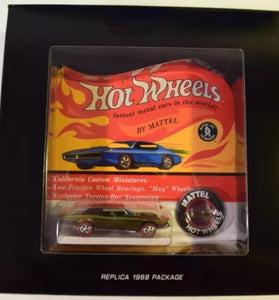 HOT WHEELS
fastest metal cars in the world!
BY MATTEL
California Custom Miniatures.
Low-Friction Wheel Bearings. "Mag" Wheels
Exclusive Torsion-Bar Suspension
MATTEL
HOT WHEELS
REPLICA 1968 PACKAGE